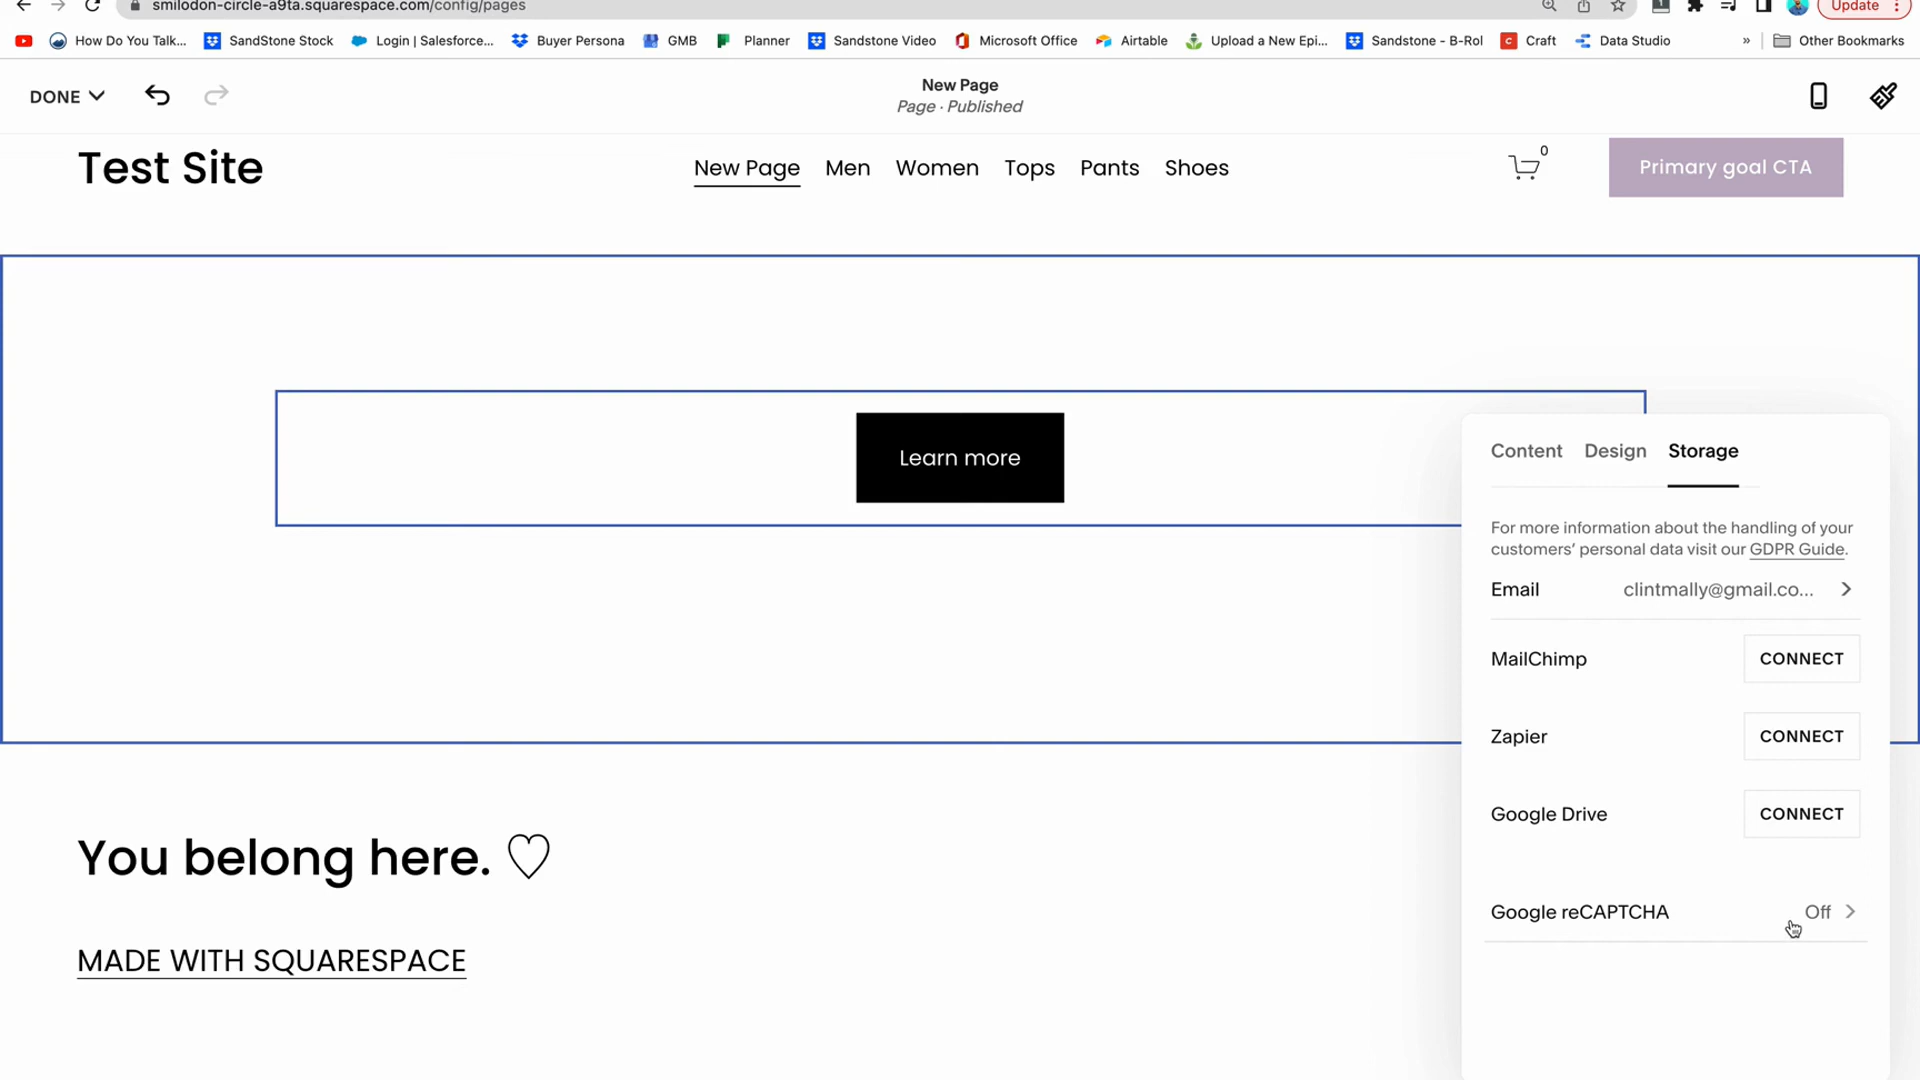 smilodon-circle-a9ta.squarespace.com/config/pages
Update
How Do You Talk...
SandStone Stock
Login | Salesforce...
Buyer Persona
GMB
Planner
Sandstone Video
Microsoft Office
Airtable
Upload a New Epi...
Sandstone - B-Rol
Craft
Data Studio
»
Other Bookmarks
DONE
New Page
Page · Published
Test Site
New Page
Men
Women
Tops
Pants
Shoes
0
Primary goal CTA
Learn more
Content
Design
Storage
For more information about the handling of your
customers’ personal data visit our GDPR Guide.
Email
clintmally@gmail.co...
MailChimp
CONNECT
Zapier
CONNECT
Google Drive
CONNECT
Google reCAPTCHA
Off
You belong here. ♡
MADE WITH SQUARESPACE